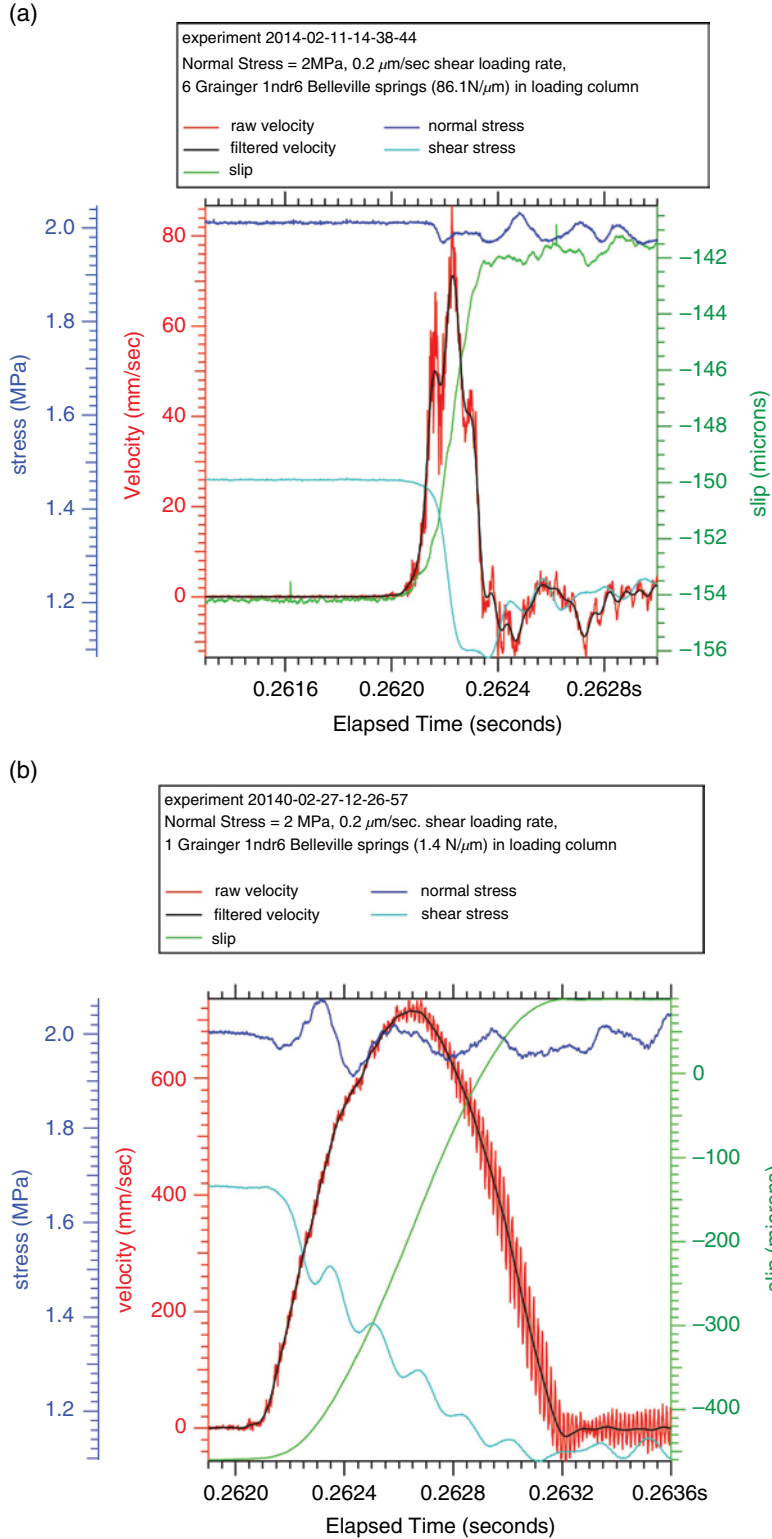 (a)
experiment 2014-02-11-14-38-44
Normal Stress = 2MPa, 0.2 μm/sec shear loading rate,
6 Grainger 1ndr6 Belleville springs (86.1N/μm) in loading column
raw velocity normal stress
filtered velocity shear stress
slip
stress (MPa)
2.0
1.8
1.6
1.4
1.2
Velocity (mm/sec)
80
60
40
20
0
−142
−144
−146
−148
−150
−152
−154
−156
slip (microns)
0.2616 0.2620 0.2624 0.2628s
Elapsed Time (seconds)
(b)
experiment 20140-02-27-12-26-57
Normal Stress = 2 MPa, 0.2 μm/sec. shear loading rate,
1 Grainger 1ndr6 Belleville springs (1.4 N/μm) in loading column
raw velocity normal stress
filtered velocity shear stress
slip
stress (MPa)
2.0
1.8
1.6
1.4
1.2
velocity (mm/sec)
600
400
200
0
0
−100
−200
−300
−400
slip (microns)
0.2620 0.2624 0.2628 0.2632 0.2636s
Elapsed Time (seconds)